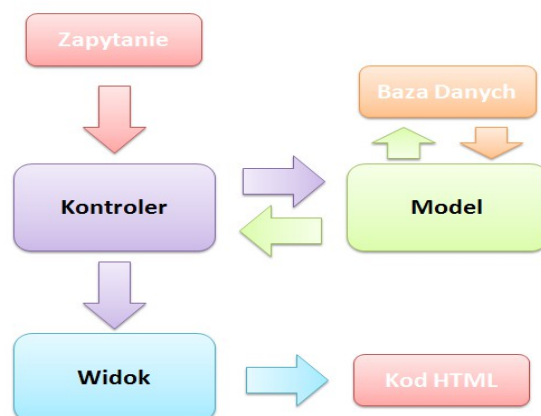 Zapytanie
Baza Danych
Kontroler
Model
Widok
Kod HTML